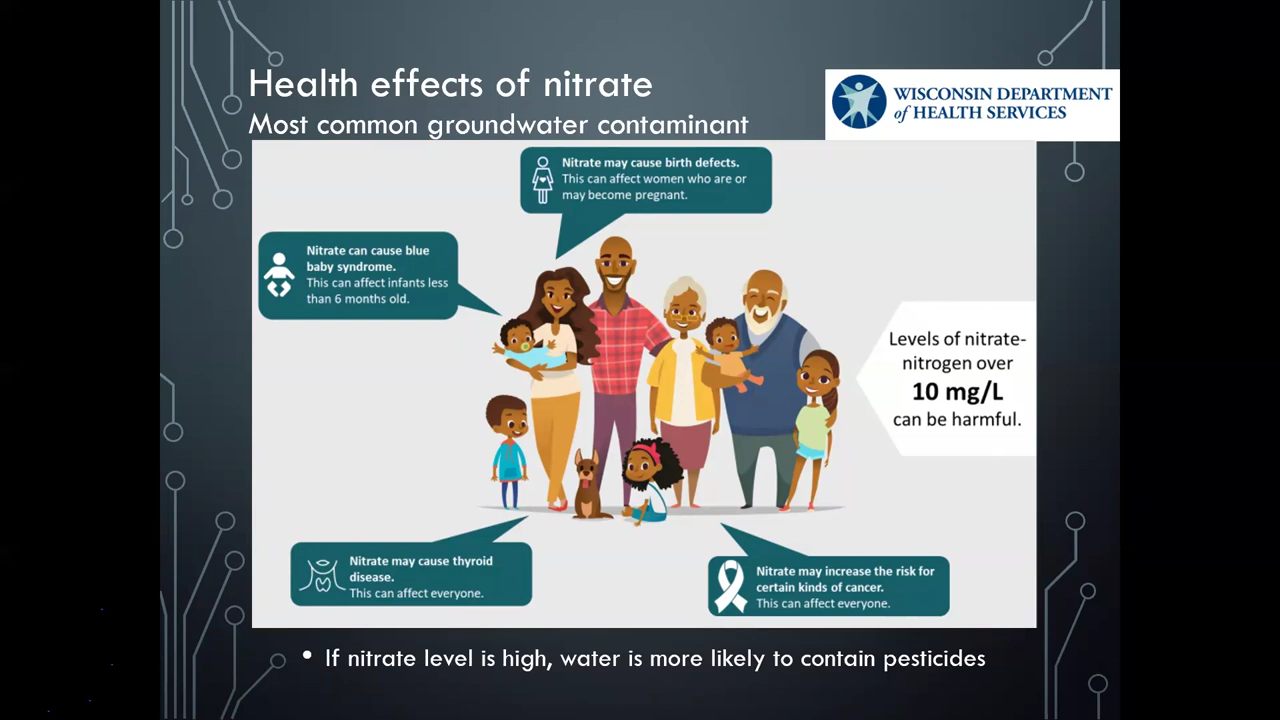 Health effects of nitrate
Most common groundwater contaminant
WISCONSIN DEPARTMENT
of HEALTH SERVICES
Nitrate may cause birth defects.
This can affect women who are or
may become pregnant.
Nitrate can cause blue
baby syndrome.
This can affect infants less
than 6 months old.
Levels of nitrate-
nitrogen over
10 mg/L
can be harmful.
Nitrate may cause thyroid
disease.
This can affect everyone.
Nitrate may increase the risk for
certain kinds of cancer.
This can affect everyone.
• If nitrate level is high, water is more likely to contain pesticides